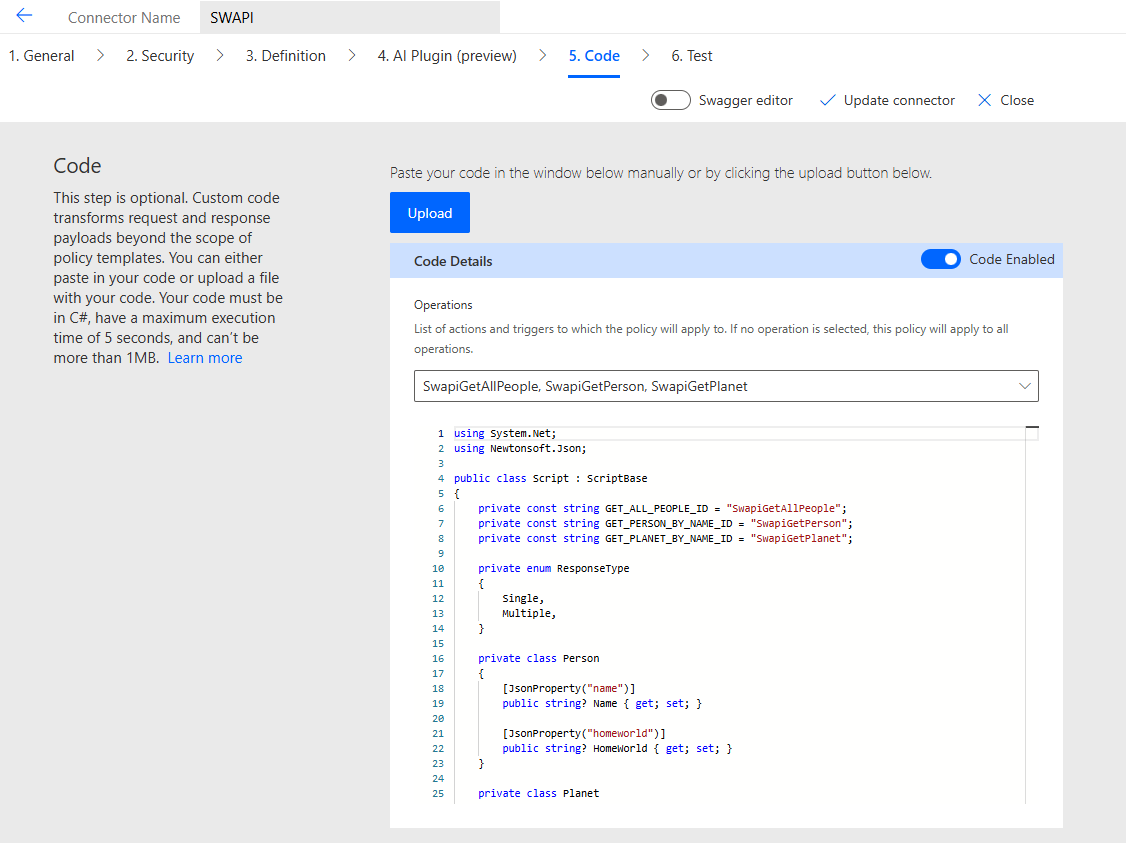 Connector Name SWAPI
1. General 2. Security 3. Definition 4. AI Plugin (preview) 5. Code 6. Test
Swagger editor Update connector Close
Code
This step is optional. Custom code
transforms request and response
payloads beyond the scope of
policy templates. You can either
paste in your code or upload a file
with your code. Your code must be
in C#, have a maximum execution
time of 5 seconds, and can't be
more than 1MB. Learn more
Paste your code in the window below manually or by clicking the upload button below.
Upload
Code Details Code Enabled
Operations
List of actions and triggers to which the policy will apply to. If no operation is selected, this policy will apply to all
operations.
SwapiGetAllPeople, SwapiGetPerson, SwapiGetPlanet
1 using System.Net;
2 using Newtonsoft.Json;
3
4 public class Script : ScriptBase
5 {
6 private const string GET_ALL_PEOPLE_ID = "SwapiGetAllPeople";
7 private const string GET_PERSON_BY_NAME_ID = "SwapiGetPerson";
8 private const string GET_PLANET_BY_NAME_ID = "SwapiGetPlanet";
9
10 private enum ResponseType
11 {
12 Single,
13 Multiple,
14 }
15
16 private class Person
17 {
18 [JsonProperty("name")]
19 public string? Name { get; set; }
20
21 [JsonProperty("homeworld")]
22 public string? HomeWorld { get; set; }
23 }
24
25 private class Planet